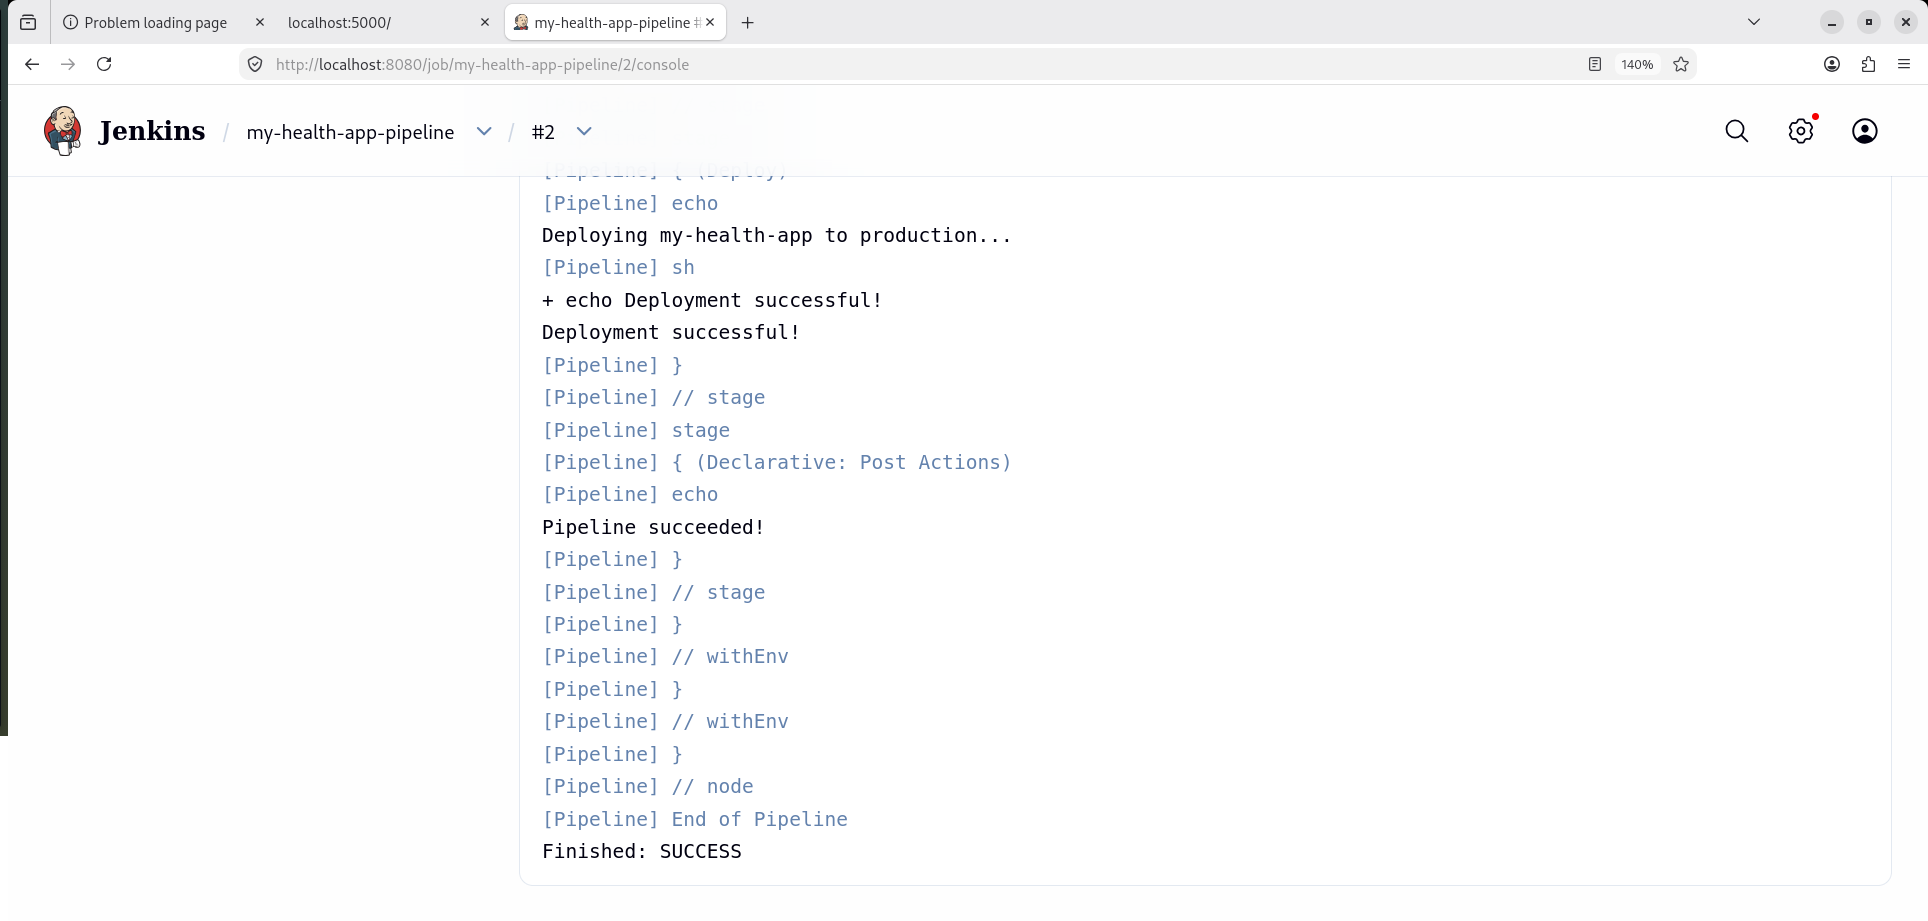 Problem loading page
localhost:5000/
my-health-app-pipeline #
http://localhost:8080/job/my-health-app-pipeline/2/console
140%
Jenkins / my-health-app-pipeline / #2
[Pipeline] { (Deploy)
[Pipeline] echo
Deploying my-health-app to production...
[Pipeline] sh
+ echo Deployment successful!
Deployment successful!
[Pipeline] }
[Pipeline] // stage
[Pipeline] stage
[Pipeline] { (Declarative: Post Actions)
[Pipeline] echo
Pipeline succeeded!
[Pipeline] }
[Pipeline] // stage
[Pipeline] }
[Pipeline] // withEnv
[Pipeline] }
[Pipeline] // withEnv
[Pipeline] }
[Pipeline] // node
[Pipeline] End of Pipeline
Finished: SUCCESS